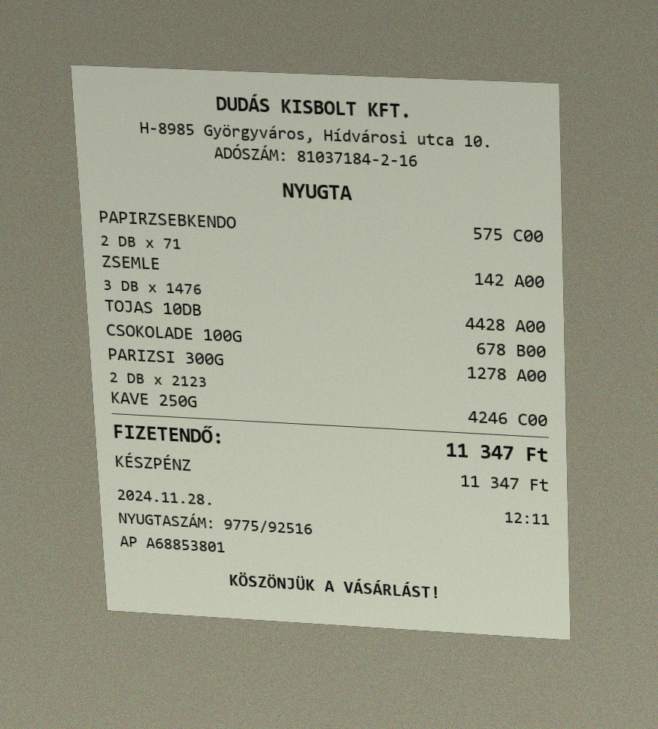 DUDÁS KISBOLT KFT.
H-8985 Györgyváros, Hídvárosi utca 10.
ADÓSZÁM: 81037184-2-16
NYUGTA
PAPIRZSEBKENDO 575 C00
2 DB x 71
ZSEMLE 142 A00
3 DB x 1476
TOJAS 10DB 4428 A00
CSOKOLADE 100G 678 B00
PARIZSI 300G 1278 A00
2 DB x 2123
KAVE 250G 4246 C00
FIZETENDŐ: 11 347 Ft
KÉSZPÉNZ 11 347 Ft
2024.11.28. 12:11
NYUGTASZÁM: 9775/92516
AP A68853801
KÖSZÖNJÜK A VÁSÁRLÁST!